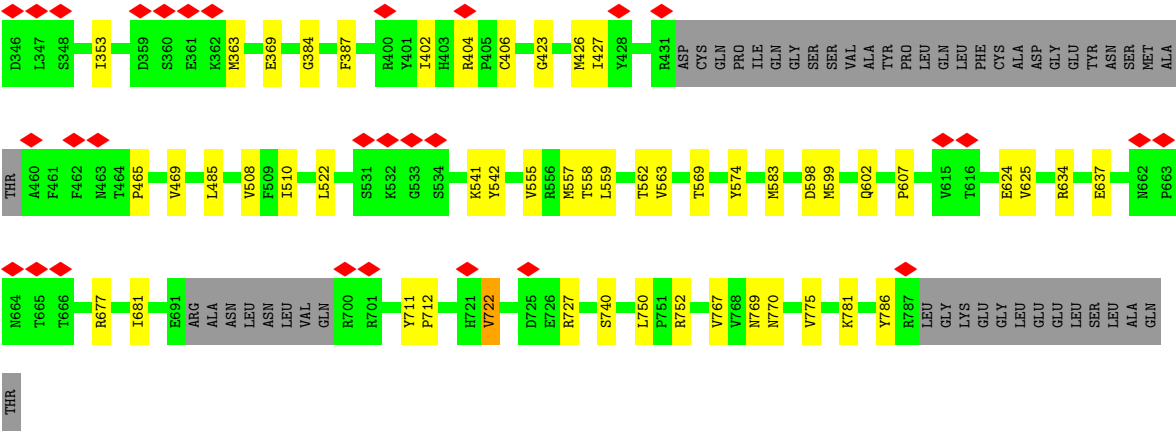 D346 L347 S348 I353 D359 S360 E361 K362 M363 E369 G384 F387 R400 Y401 I402 H403 R404 P405 C406 G423 M426 I427 Y428 R431 ASP CYS GLN PRO ILE GLN GLY SER SER VAL ALA TYR PRO LEU GLN LEU PHE CYS ALA ASP GLY GLU TYR ASN SER MET ALA
THR A460 F461 F462 N463 T464 P465 V469 L485 V508 F509 I510 L522 S531 K532 G533 S534 K541 Y542 V555 R556 M557 T558 L559 T562 V563 T569 Y574 M583 D598 M599 Q602 P607 V615 T616 E624 V625 R634 E637 N662 P663
N664 T665 T666 R677 I681 E691 ARG ALA ASN LEU ASN LEU VAL GLN R700 R701 Y711 P712 H721 V722 D725 E726 R727 S740 L750 P751 R752 V767 V768 N769 N770 V775 K781 Y786 R787 LEU GLY LYS GLU GLY LEU GLU GLU LEU SER LEU ALA GLN
THR